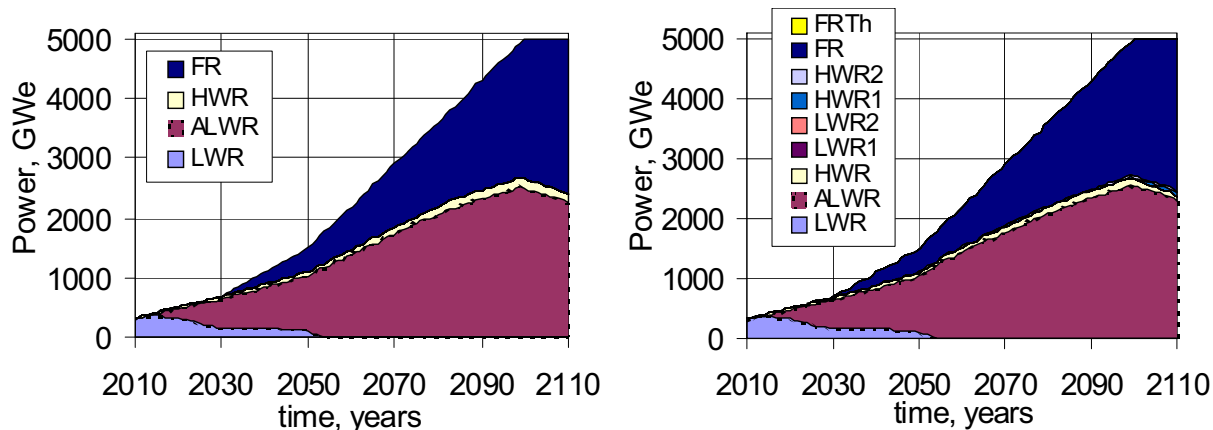 Power, GWe
5000
4000
3000
2000
1000
0
FR
HWR
ALWR
LWR
2010 2030 2050 2070 2090 2110
time, years
Power, GWe
5000
4000
3000
2000
1000
0
FRTh
FR
HWR2
HWR1
LWR2
LWR1
HWR
ALWR
LWR
2010 2030 2050 2070 2090 2110
time, years